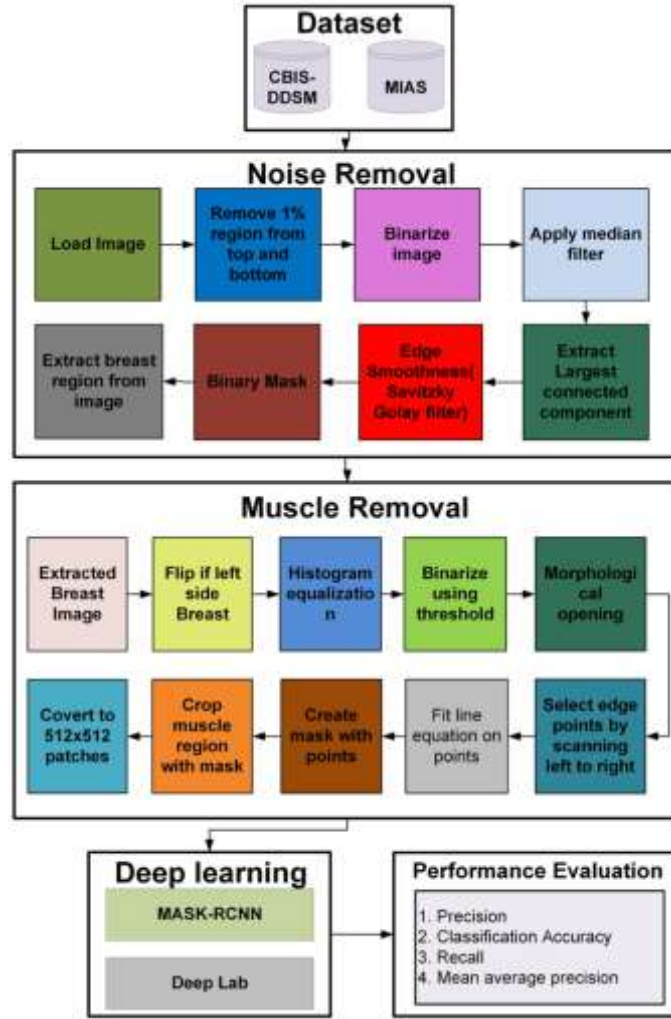 Dataset
CBIS-
DDSM
MIAS
Noise Removal
Load Image
Remove 1%
region from
top and
bottom
Binarize
image
Apply median
filter
Extract
Largest
connected
component
Edge
Smoothness(
Savitzky
Golay filter)
Binary Mask
Extract breast
region from
image
Muscle Removal
Extracted
Breast
Image
Flip if left
side
Breast
Histogram
equalizatio
n
Binarize
using
threshold
Morphologi
cal
opening
Select edge
points by
scanning
left to right
Fit line
equation on
points
Create
mask with
points
Crop
muscle
region
with mask
Covert to
512x512
patches
Deep learning
MASK-RCNN
Deep Lab
Performance Evaluation
1. Precision
2. Classification Accuracy
3. Recall
4. Mean average precision